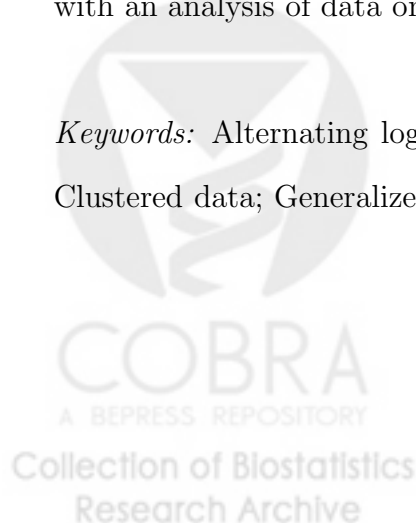 with an analysis of data or
Keywords: Alternating log
Clustered data; Generalize
COBRA
A BEPRESS REPOSITORY
Collection of Biostatistics
Research Archive